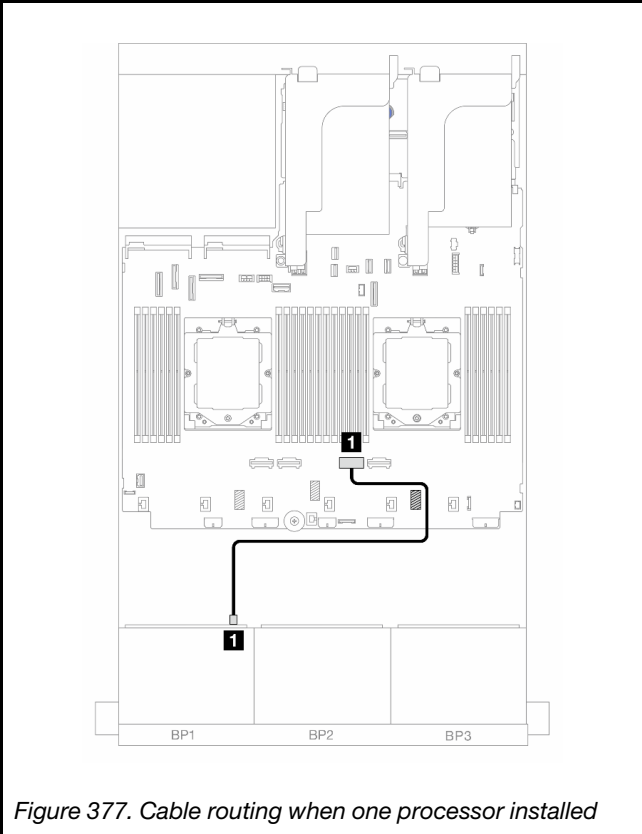 1
1
BP1
BP2
BP3
Figure 377. Cable routing when one processor installed